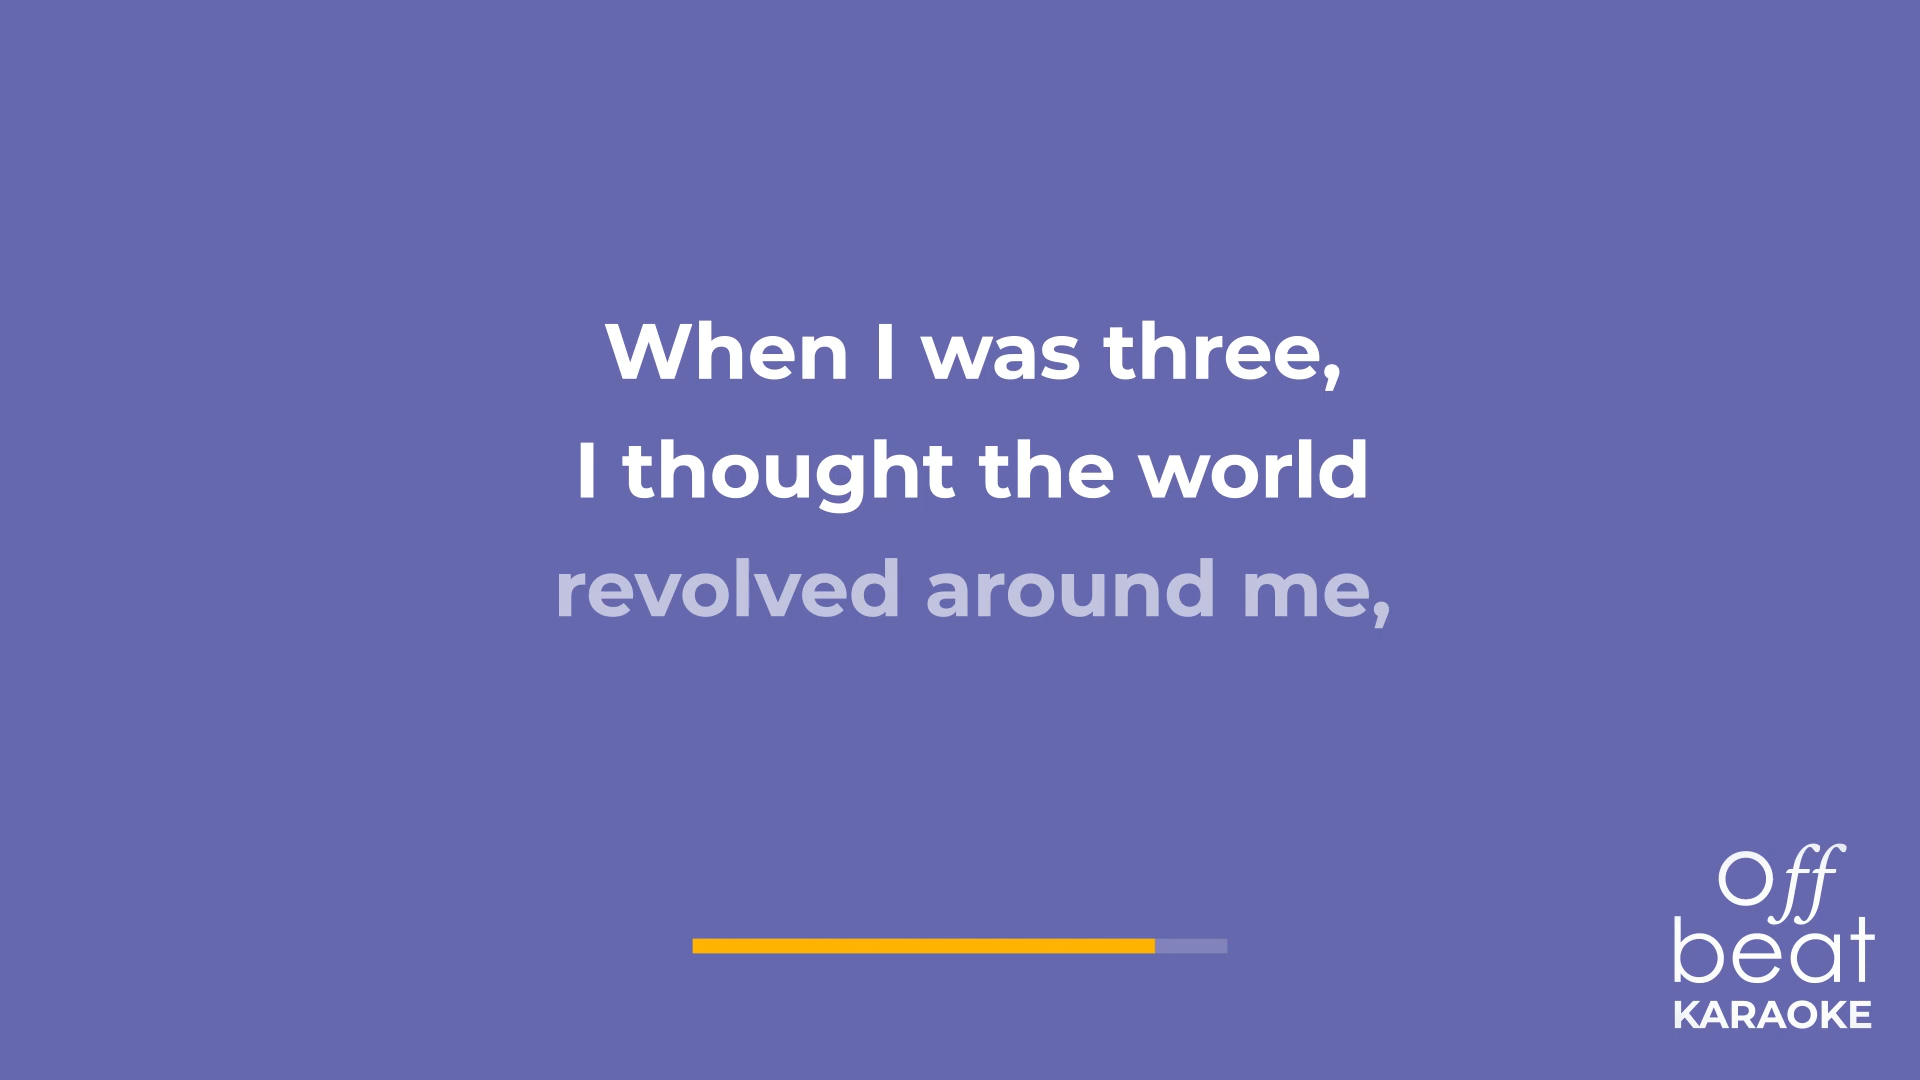 When I was three,
I thought the world
revolved around me,
Off
beat
KARAOKE